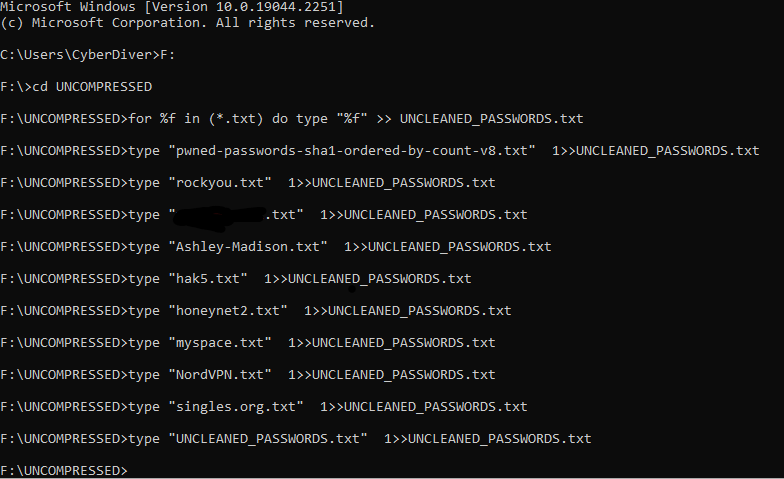 Microsoft Windows [Version 10.0.19044.2251]
(c) Microsoft Corporation. All rights reserved.
C:\Users\CyberDiver>F:
F:\>cd UNCOMPRESSED
F:\UNCOMPRESSED>for %f in (*.txt) do type "%f" >> UNCLEANED_PASSWORDS.txt
F:\UNCOMPRESSED>type "pwned-passwords-sha1-ordered-by-count-v8.txt"  1>>UNCLEANED_PASSWORDS.txt
F:\UNCOMPRESSED>type "rockyou.txt"  1>>UNCLEANED_PASSWORDS.txt
F:\UNCOMPRESSED>type ".txt"  1>>UNCLEANED_PASSWORDS.txt
F:\UNCOMPRESSED>type "Ashley-Madison.txt"  1>>UNCLEANED_PASSWORDS.txt
F:\UNCOMPRESSED>type "hak5.txt"  1>>UNCLEANED_PASSWORDS.txt
F:\UNCOMPRESSED>type "honeynet2.txt"  1>>UNCLEANED_PASSWORDS.txt
F:\UNCOMPRESSED>type "myspace.txt"  1>>UNCLEANED_PASSWORDS.txt
F:\UNCOMPRESSED>type "NordVPN.txt"  1>>UNCLEANED_PASSWORDS.txt
F:\UNCOMPRESSED>type "singles.org.txt"  1>>UNCLEANED_PASSWORDS.txt
F:\UNCOMPRESSED>type "UNCLEANED_PASSWORDS.txt"  1>>UNCLEANED_PASSWORDS.txt
F:\UNCOMPRESSED>